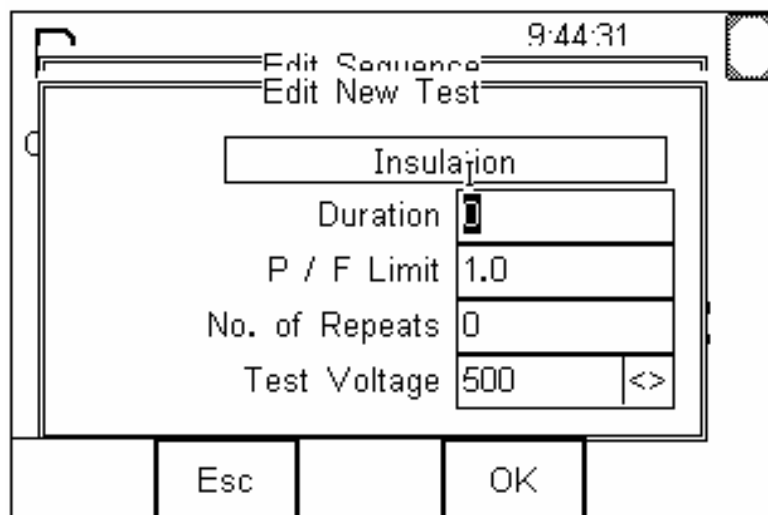 9:44:31
Edit Sequence
Edit New Test
Insulation
Duration 0
P / F Limit 1.0
No. of Repeats 0
Test Voltage 500 <>
Esc OK